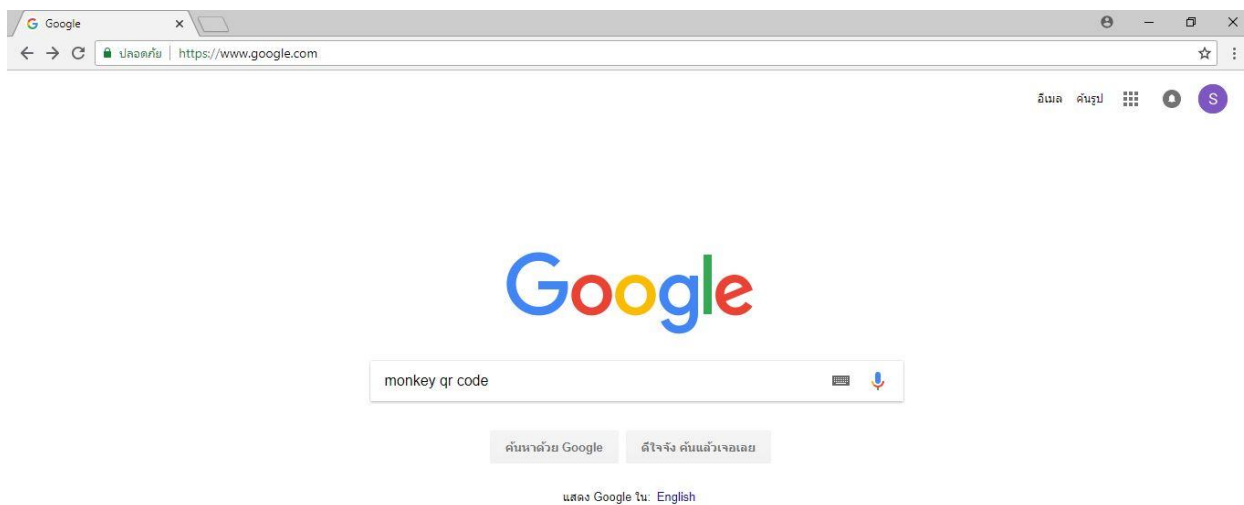 Google
ปลอดภัย | https://www.google.com
อีเมล ค้นรูป S
Google
monkey qr code
ค้นหาด้วย Google ดีใจจัง ค้นแล้วเจอเลย
แสดง Google ใน: English